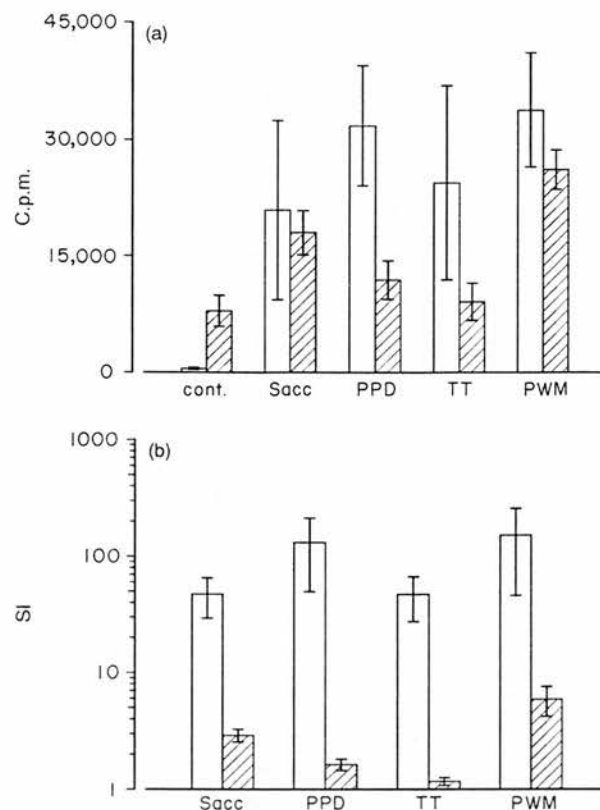 (a)
45,000
30,000
15,000
0
C.p.m.
cont. Sacc PPD TT PWM
(b)
1000
100
10
1
SI
Sacc PPD TT PWM